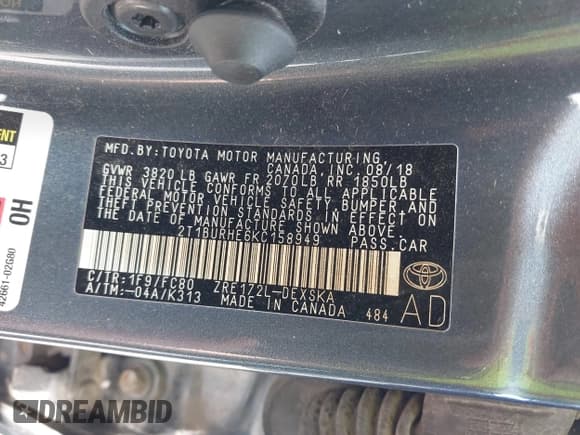 MFD.BY:TOYOTA MOTOR MANUFACTURING,
CANADA, INC. 08/18
GVWR 3820 LB GAWR FR 2070LB RR 1850LB
THIS VEHICLE CONFORMS TO ALL APPLICABLE
FEDERAL MOTOR VEHICLE SAFETY, BUMPER, AND
THEFT PREVENTION STANDARDS IN EFFECT ON
THE DATE OF MANUFACTURE SHOWN ABOVE.
2T1BURHE6KC158949 PASS.CAR
C/TR:1F9/FC80 ZRE172L-DEXSKA
A/TM:-04A/K313 MADE IN CANADA 484
AD
HO
42661-02G80
DREAMBID